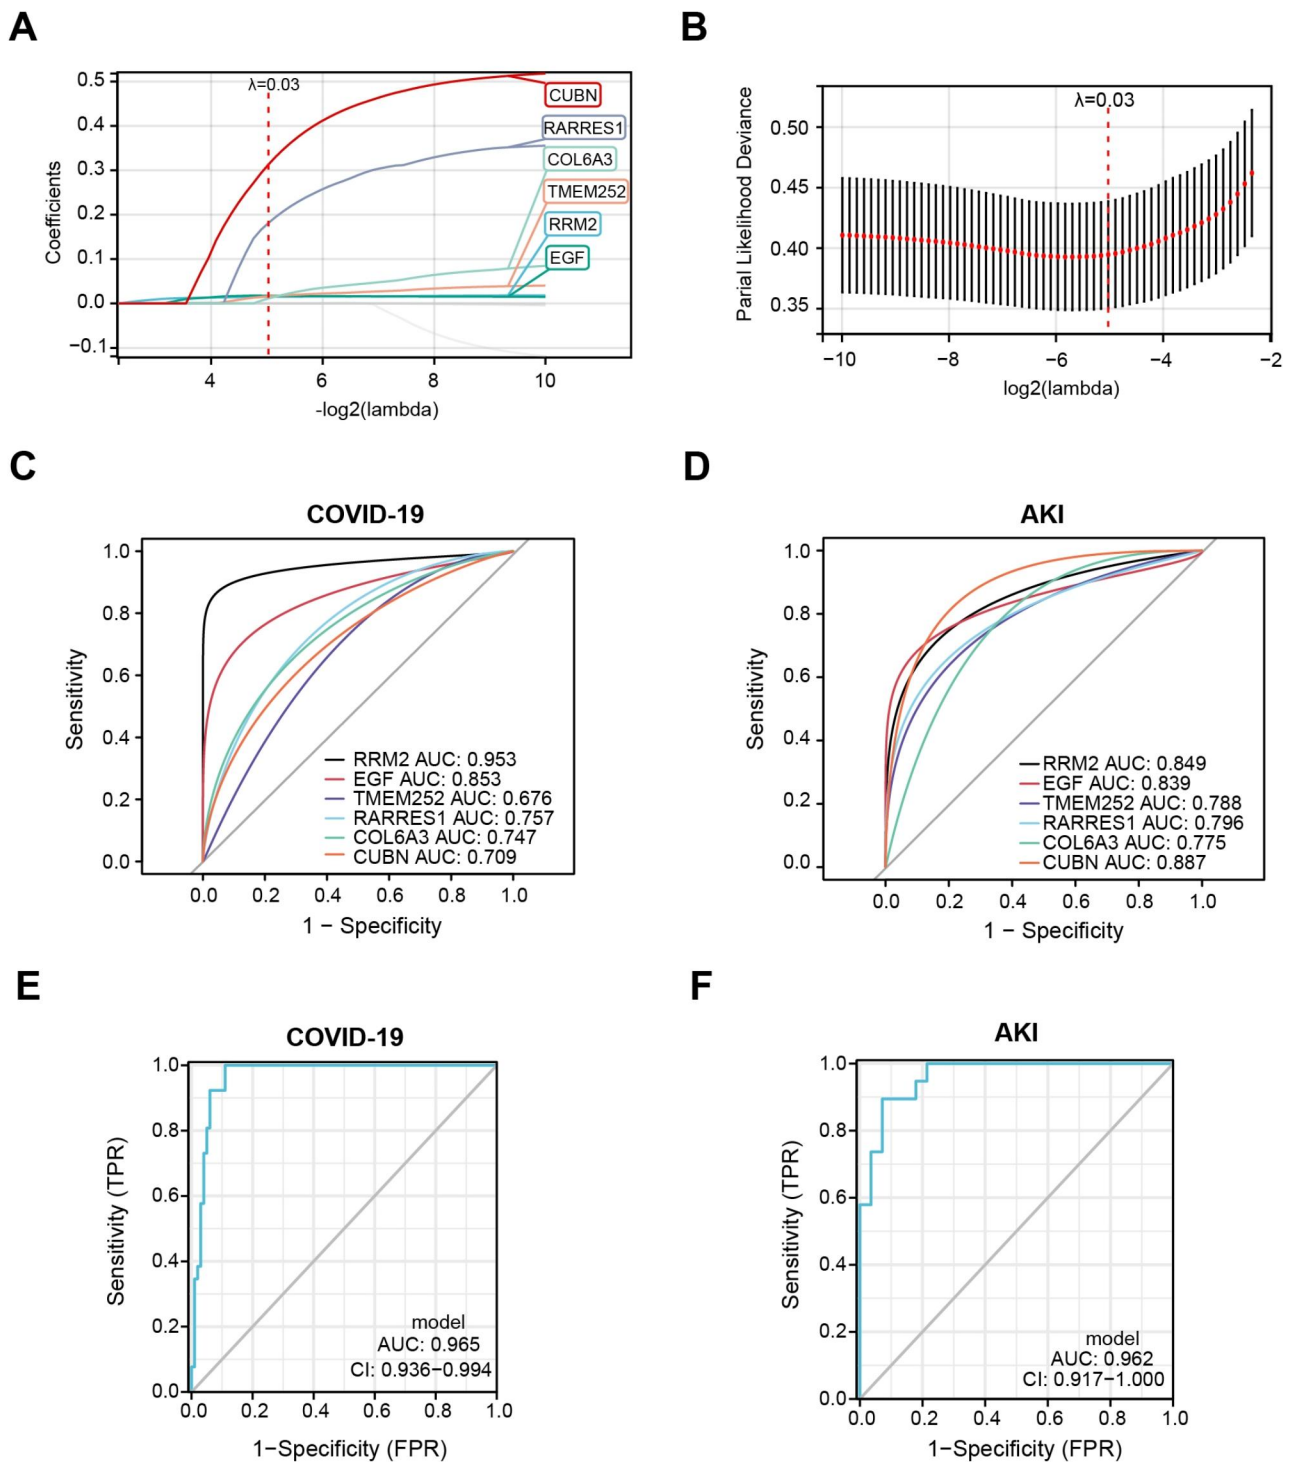 A
0.5
0.4
0.3
0.2
0.1
0.0
−0.1
Coefficients
λ=0.03
CUBN
RARRES1
COL6A3
TMEM252
RRM2
EGF
4
6
8
10
-log2(lambda)
B
0.50
0.45
0.40
0.35
Parial Likelihood Deviance
λ=0.03
−10
−8
−6
−4
−2
log2(lambda)
C
COVID-19
1.0
0.8
0.6
0.4
0.2
0.0
Sensitivity
RRM2 AUC: 0.953
EGF AUC: 0.853
TMEM252 AUC: 0.676
RARRES1 AUC: 0.757
COL6A3 AUC: 0.747
CUBN AUC: 0.709
0.0
0.2
0.4
0.6
0.8
1.0
1 − Specificity
D
AKI
1.0
0.8
0.6
0.4
0.2
0.0
Sensitivity
RRM2 AUC: 0.849
EGF AUC: 0.839
TMEM252 AUC: 0.788
RARRES1 AUC: 0.796
COL6A3 AUC: 0.775
CUBN AUC: 0.887
0.0
0.2
0.4
0.6
0.8
1.0
1 − Specificity
E
COVID-19
1.0
0.8
0.6
0.4
0.2
0.0
Sensitivity (TPR)
model
AUC: 0.965
CI: 0.936−0.994
0.0
0.2
0.4
0.6
0.8
1.0
1−Specificity (FPR)
F
AKI
1.0
0.8
0.6
0.4
0.2
0.0
Sensitivity (TPR)
model
AUC: 0.962
CI: 0.917−1.000
0.0
0.2
0.4
0.6
0.8
1.0
1−Specificity (FPR)